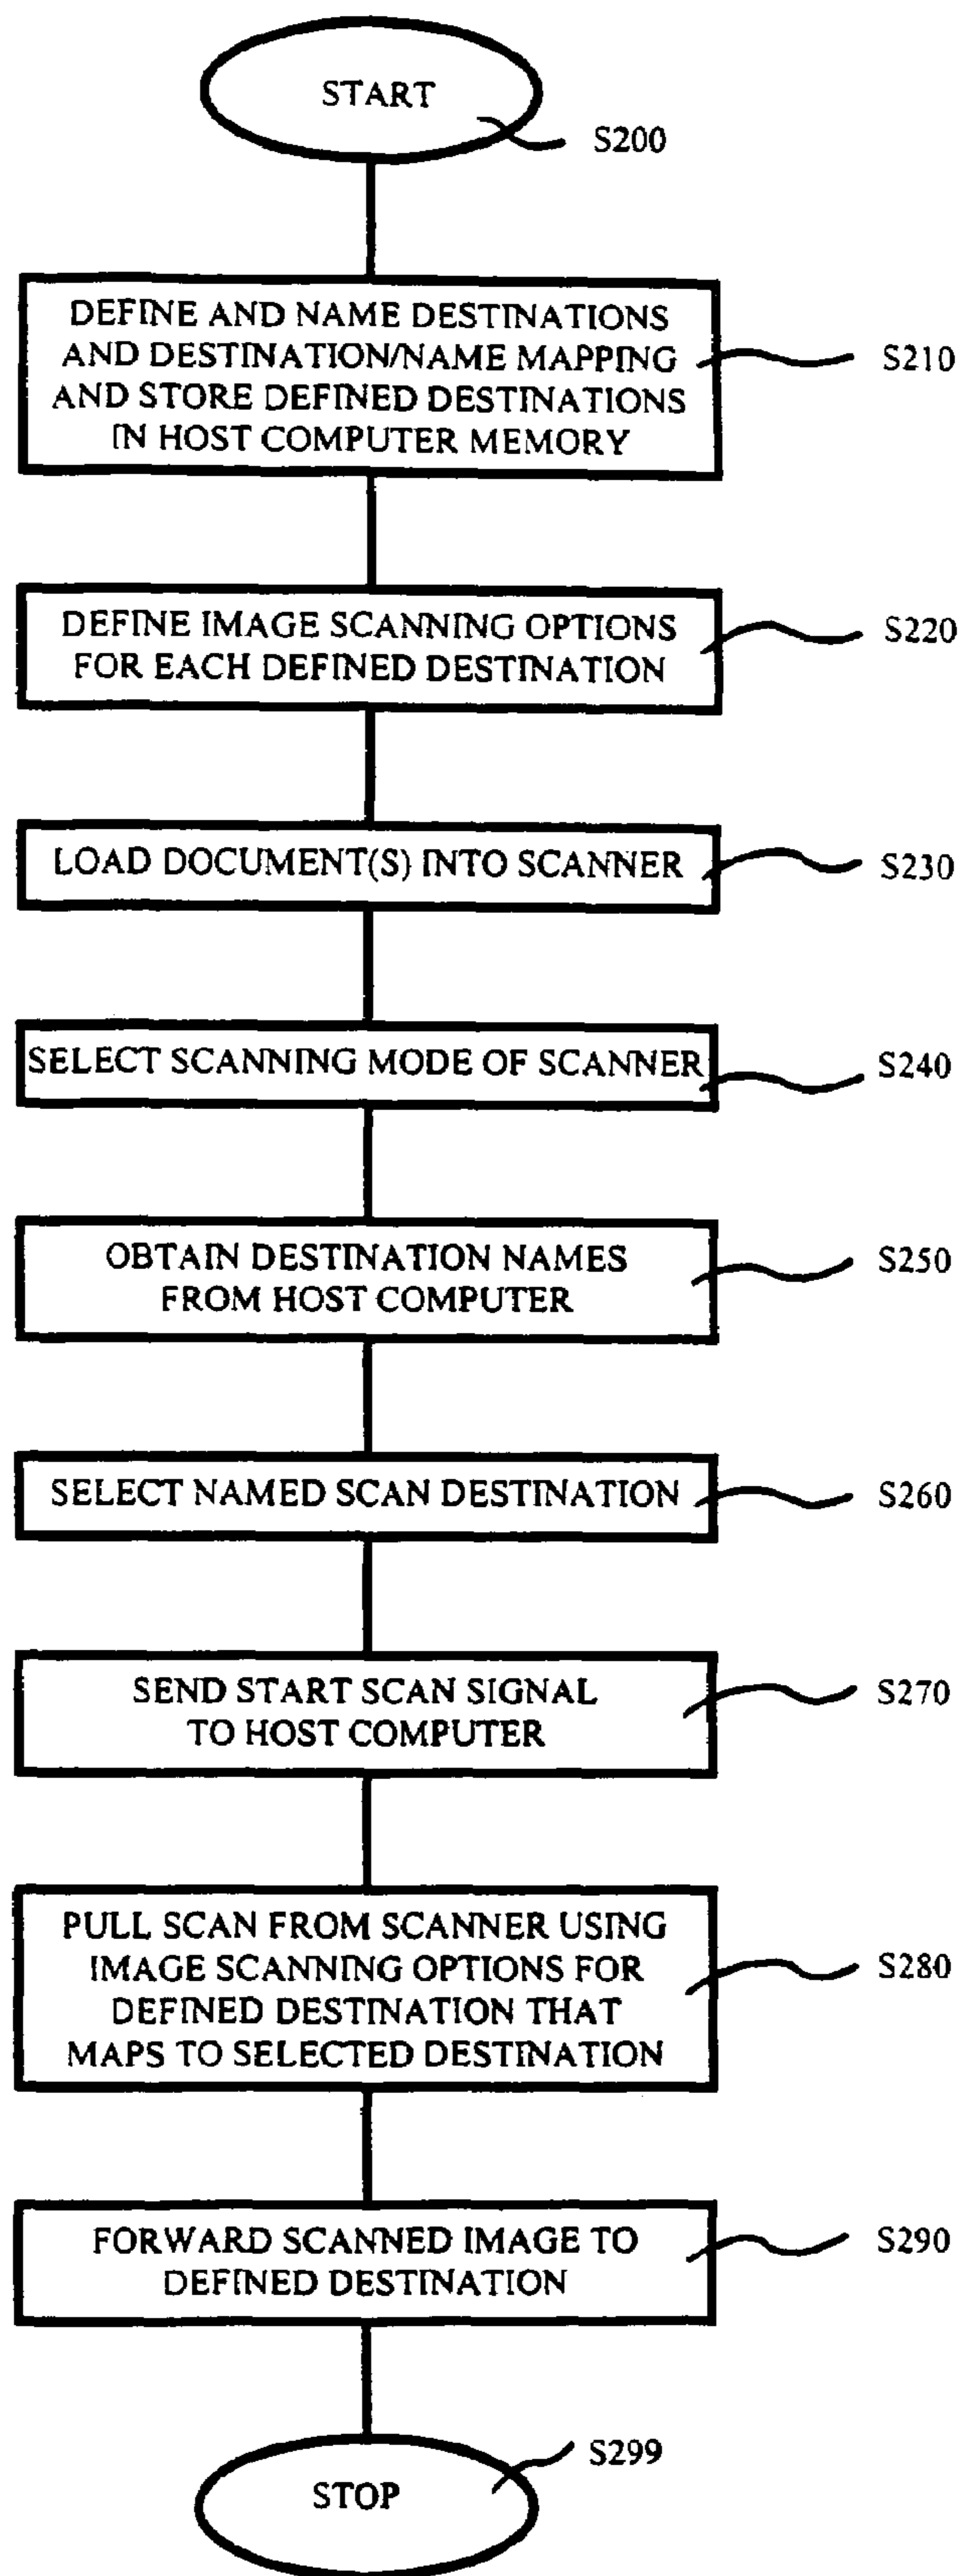 START
S200
DEFINE AND NAME DESTINATIONS
AND DESTINATION/NAME MAPPING
AND STORE DEFINED DESTINATIONS
IN HOST COMPUTER MEMORY
S210
DEFINE IMAGE SCANNING OPTIONS
FOR EACH DEFINED DESTINATION
S220
LOAD DOCUMENT(S) INTO SCANNER
S230
SELECT SCANNING MODE OF SCANNER
S240
OBTAIN DESTINATION NAMES
FROM HOST COMPUTER
S250
SELECT NAMED SCAN DESTINATION
S260
SEND START SCAN SIGNAL
TO HOST COMPUTER
S270
PULL SCAN FROM SCANNER USING
IMAGE SCANNING OPTIONS FOR
DEFINED DESTINATION THAT
MAPS TO SELECTED DESTINATION
S280
FORWARD SCANNED IMAGE TO
DEFINED DESTINATION
S290
STOP
S299